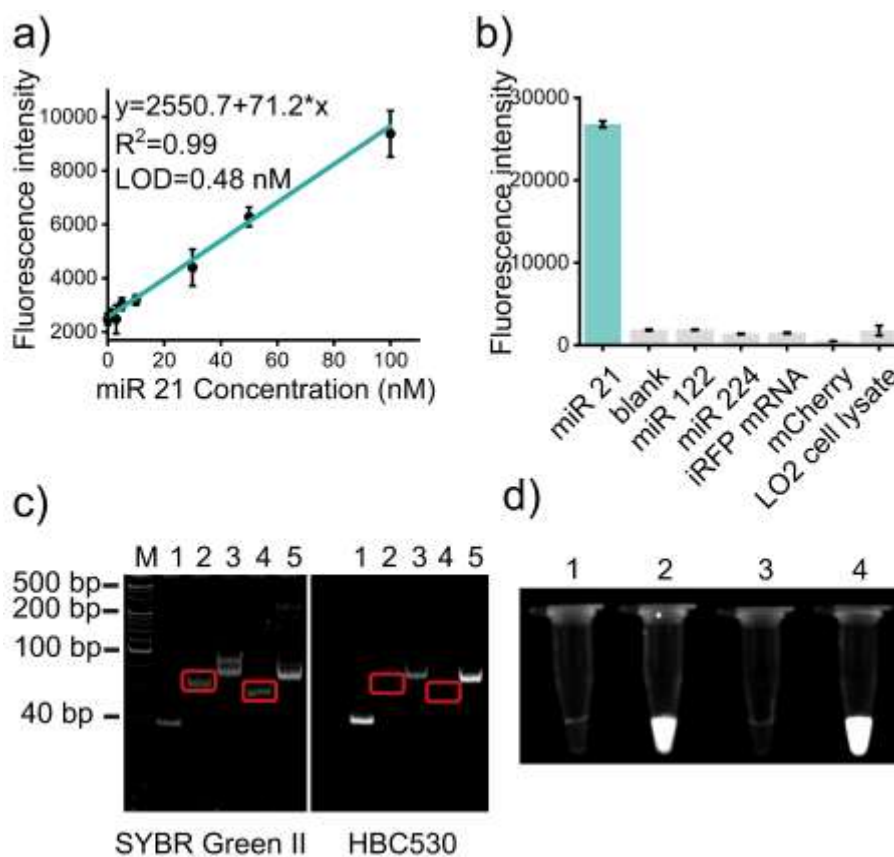 a)
Fluorescence intensity
10000
8000
6000
4000
2000
y=2550.7+71.2*x
R²=0.99
LOD=0.48 nM
0 20 40 60 80 100
miR 21 Concentration (nM)
b)
Fluorescence intensity
30000
20000
10000
0
miR 21
blank
miR 122
miR 224
iRFP mRNA
mCherry
LO2 cell lysate
c)
M 1 2 3 4 5
1 2 3 4 5
500 bp
200 bp
100 bp
40 bp
SYBR Green II
HBC530
d)
1 2 3 4